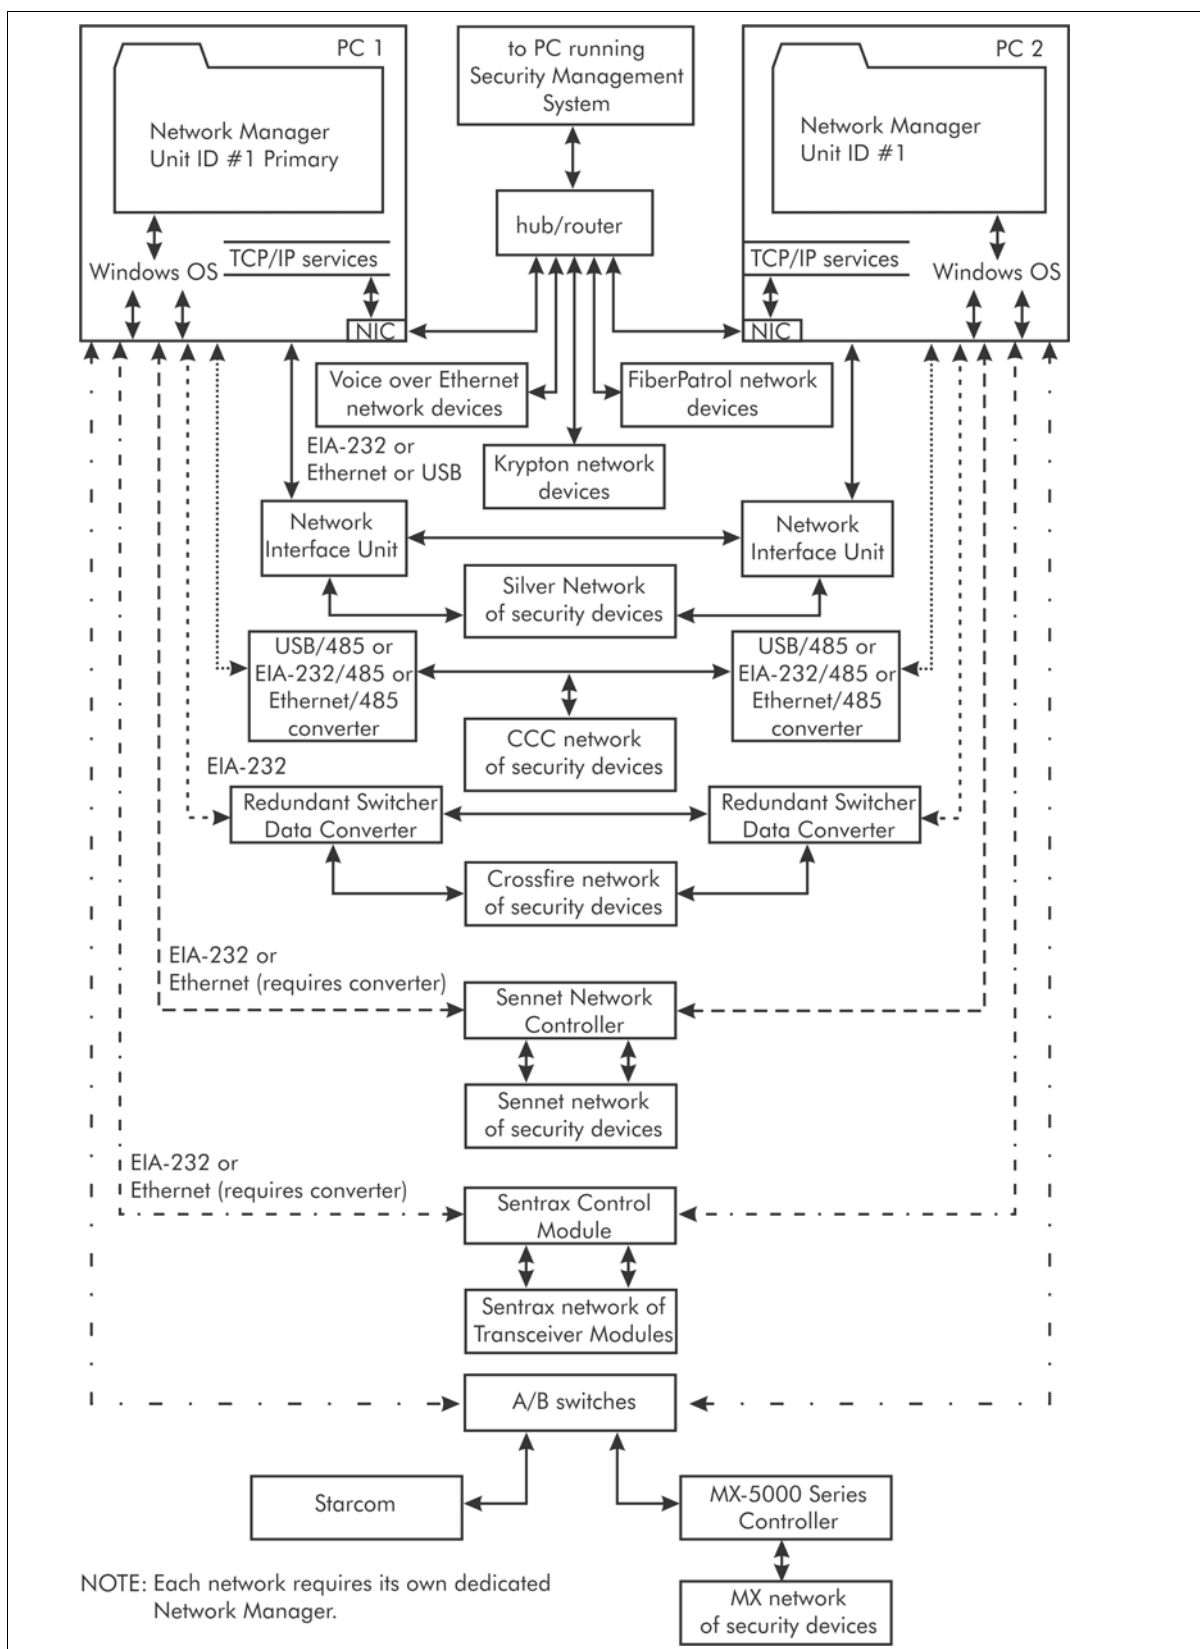 PC 1
Network Manager
Unit ID #1 Primary
Windows OS
TCP/IP services
NIC
to PC running
Security Management
System
hub/router
PC 2
Network Manager
Unit ID #1
TCP/IP services
Windows OS
NIC
Voice over Ethernet
network devices
FiberPatrol network
devices
Krypton network
devices
EIA-232 or
Ethernet or USB
Network
Interface Unit
Network
Interface Unit
Silver Network
of security devices
USB/485 or
EIA-232/485 or
Ethernet/485
converter
USB/485 or
EIA-232/485 or
Ethernet/485
converter
CCC network
of security devices
EIA-232
Redundant Switcher
Data Converter
Redundant Switcher
Data Converter
Crossfire network
of security devices
EIA-232 or
Ethernet (requires converter)
Sennet Network
Controller
Sennet network
of security devices
EIA-232 or
Ethernet (requires converter)
Sentrax Control
Module
Sentrax network of
Transceiver Modules
A/B switches
Starcom
MX-5000 Series
Controller
MX network
of security devices
NOTE: Each network requires its own dedicated
Network Manager.